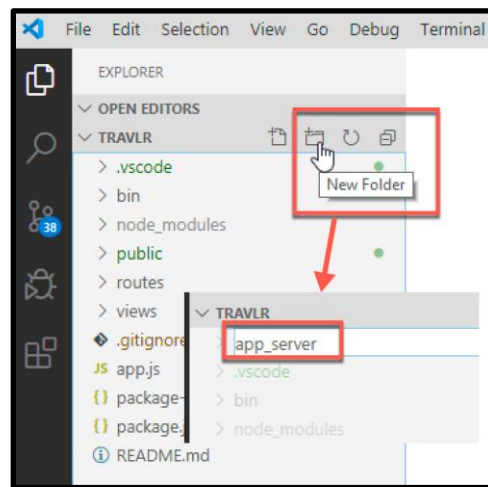 File Edit Selection View Go Debug Terminal
EXPLORER
OPEN EDITORS
TRAVLR
New Folder
.vscode
bin
node_modules
public
routes
views
.gitignore
JS app.js
{} package-
{} package.j
README.md
38
TRAVLR
app_server
.vscode
bin
node_modules